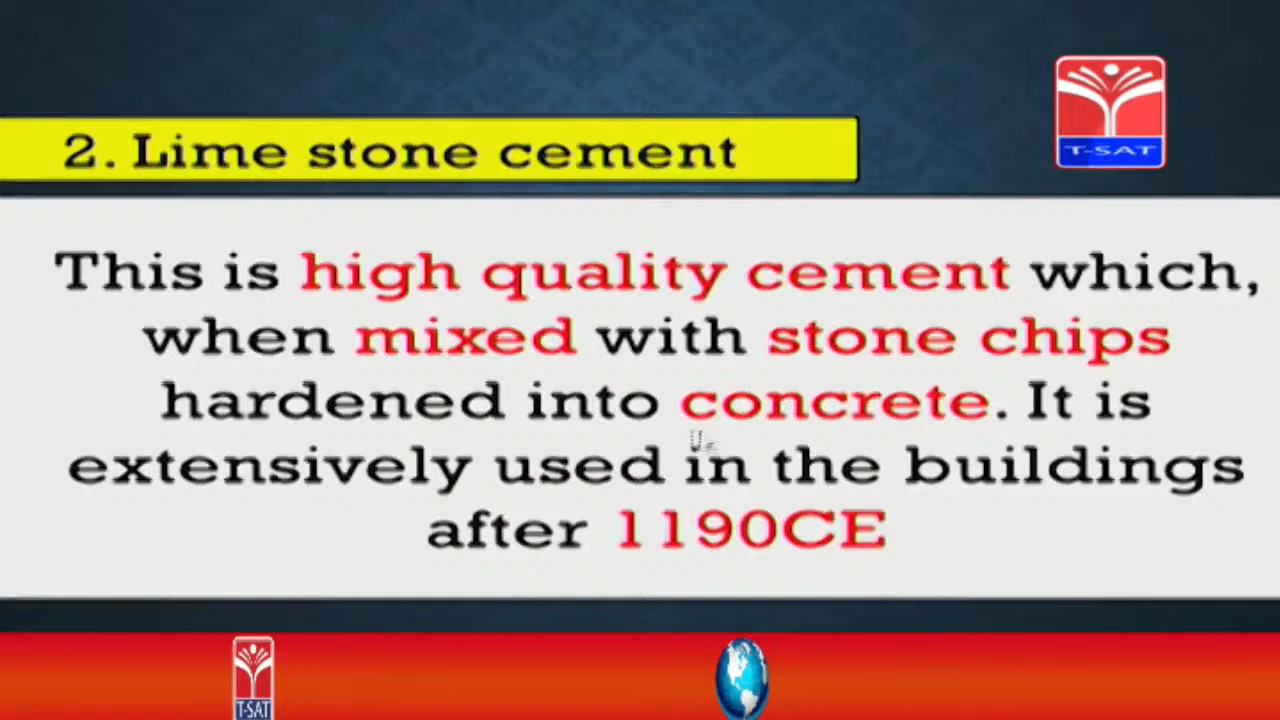 T-SAT
2. Lime stone cement
This is high quality cement which,
when mixed with stone chips
hardened into concrete. It is
extensively used in the buildings
after 1190CE
T-SAT